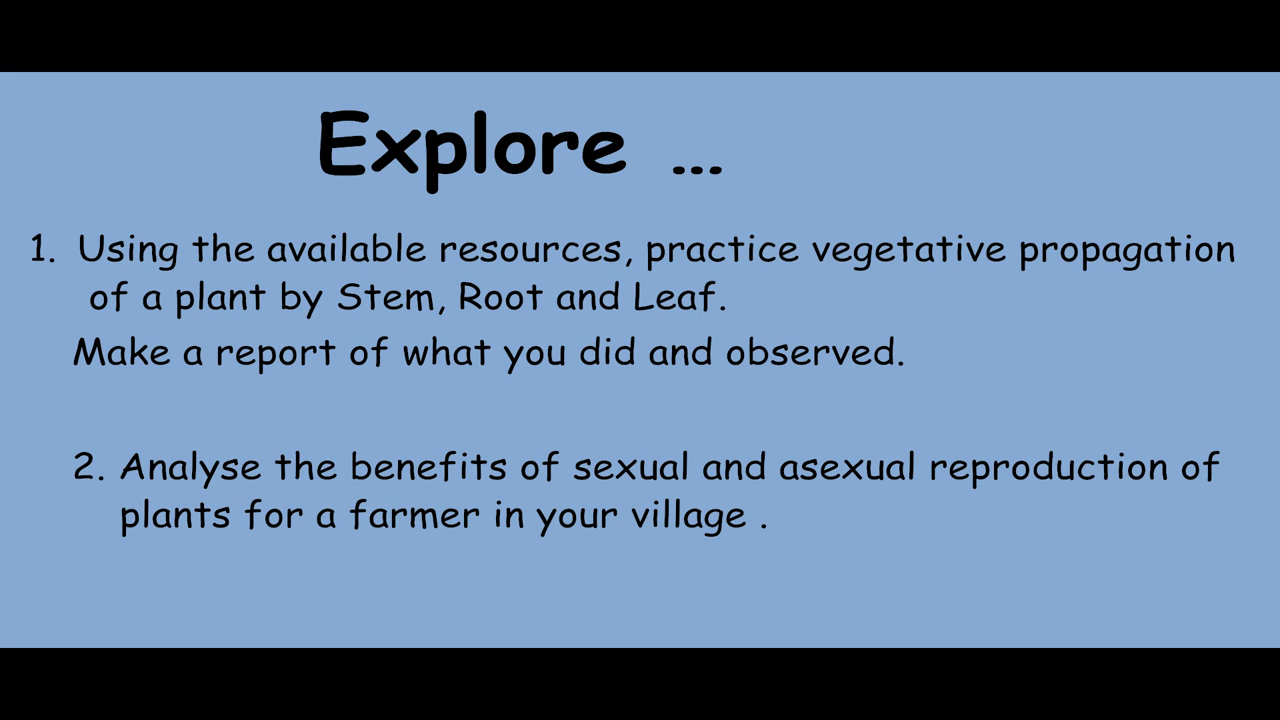 Explore ...
1. Using the available resources, practice vegetative propagation
of a plant by Stem, Root and Leaf.
Make a report of what you did and observed.
2. Analyse the benefits of sexual and asexual reproduction of
plants for a farmer in your village .